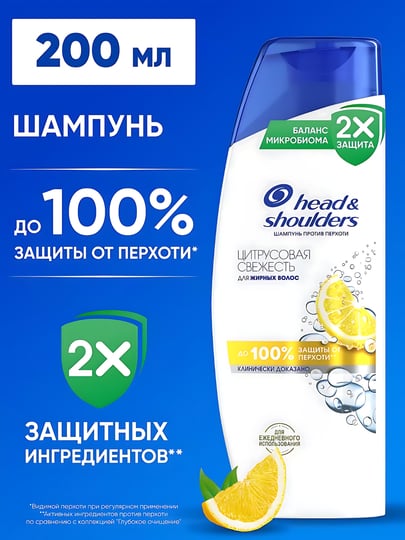 200 мл
ШАМПУНЬ
ДО 100%
ЗАЩИТЫ ОТ ПЕРХОТИ*
2X
ЗАЩИТНЫХ
ИНГРЕДИЕНТОВ**
*Видимой перхоти при регулярном применении
**Активных ингредиентов против перхоти
по сравнению с коллекцией "Глубокое очищение"
БАЛАНС
МИКРОБИОМА
2X
ЗАЩИТА
head&
shoulders
ШАМПУНЬ ПРОТИВ ПЕРХОТИ
ЦИТРУСОВАЯ
СВЕЖЕСТЬ
ДЛЯ ЖИРНЫХ ВОЛОС
ДО 100% ЗАЩИТЫ ОТ
ПЕРХОТИ*
КЛИНИЧЕСКИ ДОКАЗАНО
ДЛЯ
ЕЖЕДНЕВНОГО
ИСПОЛЬЗОВАНИЯ